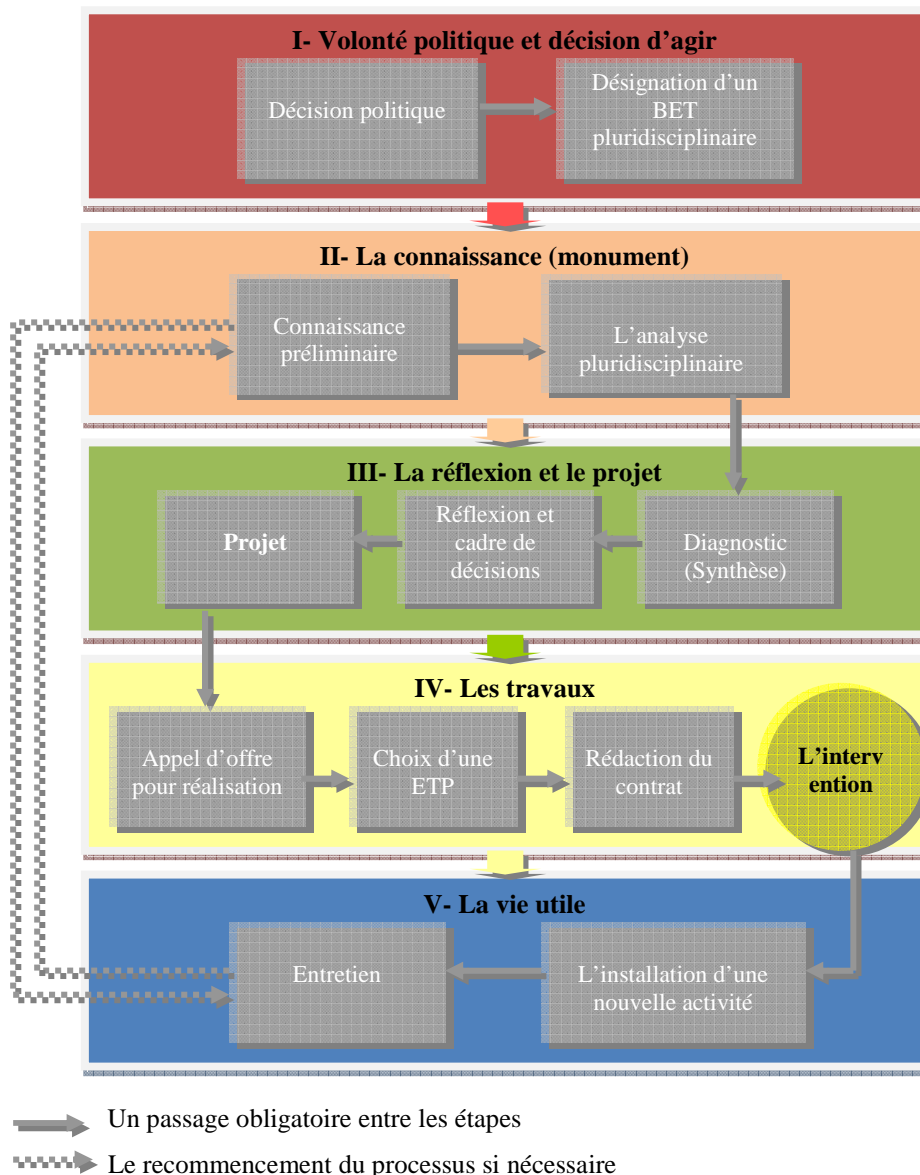 I- Volonté politique et décision d'agir
Décision politique
Désignation d'un
BET
pluridisciplinaire
II- La connaissance (monument)
Connaissance
préliminaire
L'analyse
pluridisciplinaire
III- La réflexion et le projet
Projet
Réflexion et
cadre de
décisions
Diagnostic
(Synthèse)
IV- Les travaux
Appel d'offre
pour réalisation
Choix d'une
ETP
Rédaction du
contrat
L'interv
ention
V- La vie utile
Entretien
L'installation d'une
nouvelle activité
Un passage obligatoire entre les étapes
Le recommencement du processus si nécessaire